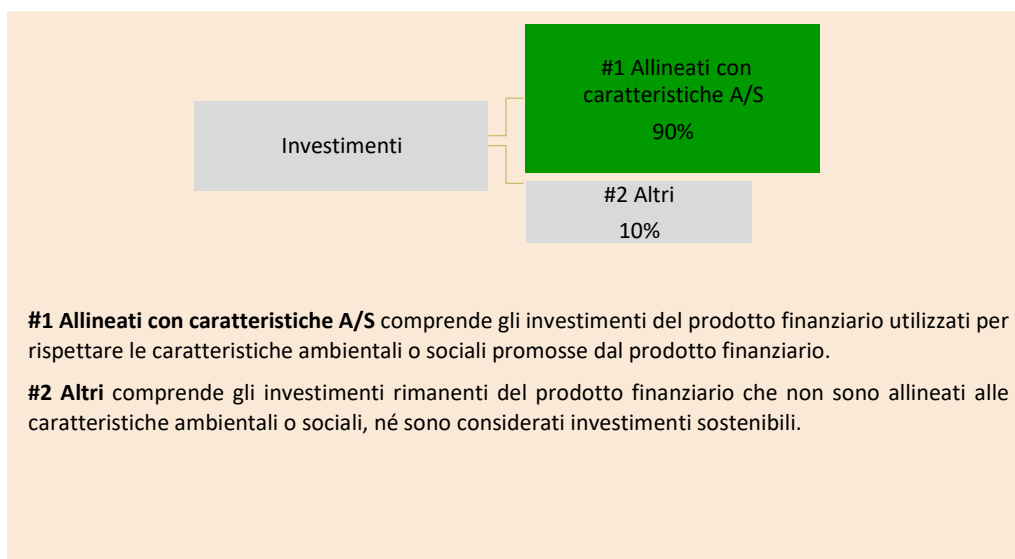 #1 Allineati con
caratteristiche A/S
90%
Investimenti
#2 Altri
10%
#1 Allineati con caratteristiche A/S comprende gli investimenti del prodotto finanziario utilizzati per
rispettare le caratteristiche ambientali o sociali promosse dal prodotto finanziario.
#2 Altri comprende gli investimenti rimanenti del prodotto finanziario che non sono allineati alle
caratteristiche ambientali o sociali, né sono considerati investimenti sostenibili.